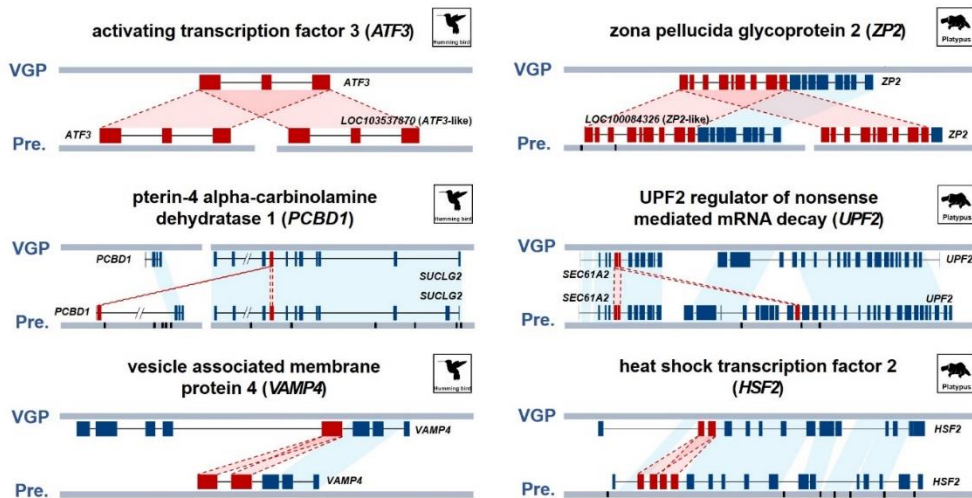 activating transcription factor 3 (ATF3)
Humming bird
VGP
ATF3
ATF3
LOC103537870 (ATF3-like)
Pre.
zona pellucida glycoprotein 2 (ZP2)
Platypus
VGP
ZP2
LOC100084326 (ZP2-like)
ZP2
Pre.
pterin-4 alpha-carbinolamine
dehydratase 1 (PCBD1)
Humming bird
VGP
PCBD1
SUCLG2
SUCLG2
PCBD1
Pre.
UPF2 regulator of nonsense
mediated mRNA decay (UPF2)
Platypus
VGP
UPF2
SEC61A2
SEC61A2
UPF2
Pre.
vesicle associated membrane
protein 4 (VAMP4)
Humming bird
VGP
VAMP4
VAMP4
Pre.
heat shock transcription factor 2
(HSF2)
Platypus
VGP
HSF2
HSF2
Pre.